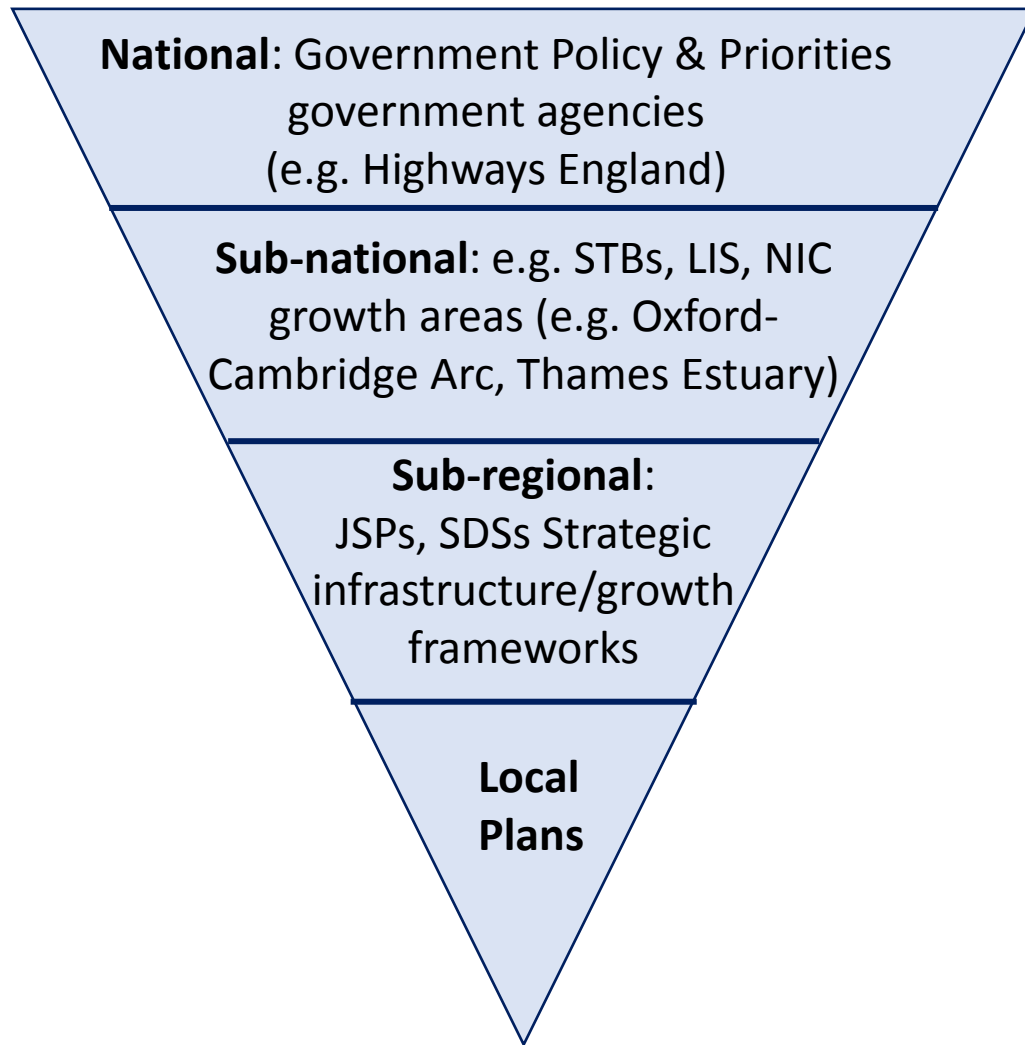 National: Government Policy & Priorities
government agencies
(e.g. Highways England)
Sub-national: e.g. STBs, LIS, NIC
growth areas (e.g. Oxford-
Cambridge Arc, Thames Estuary)
Sub-regional:
JSPs, SDSs Strategic
infrastructure/growth
frameworks
Local
Plans